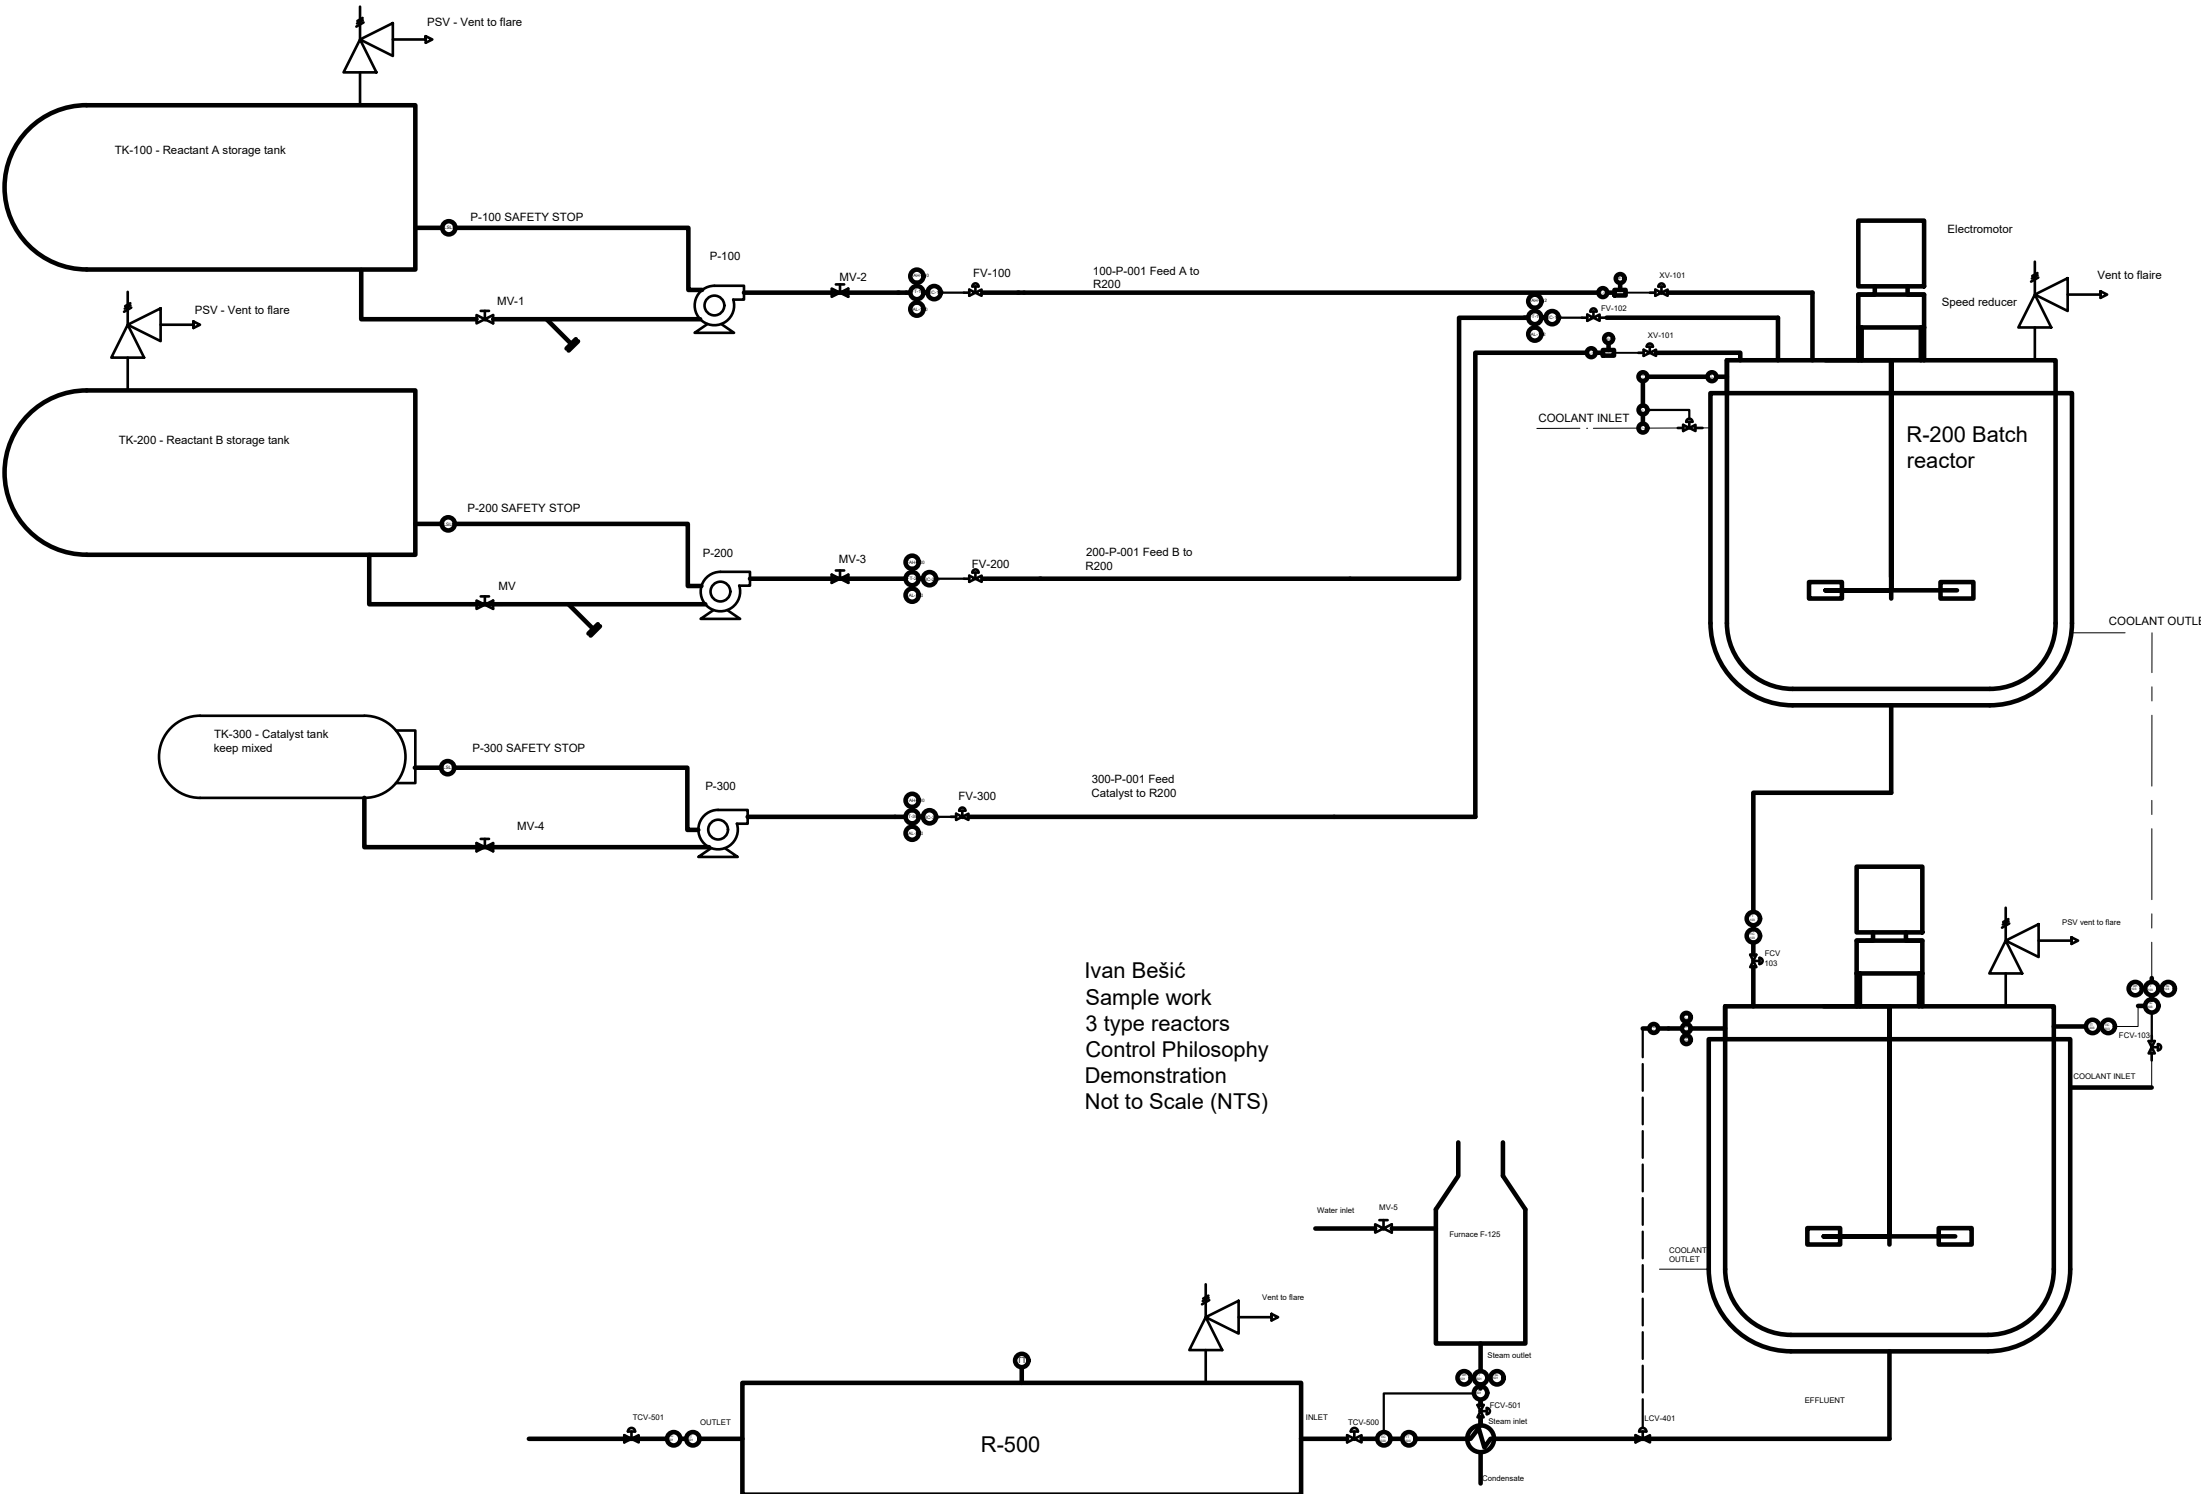 PSV - Vent to flare
TK-100 - Reactant A storage tank
P-100 SAFETY STOP
P-100
MV-1
MV-2
FV-100
100-P-001 Feed A to
R200
XV-101
FV-102
XV-101
Electromotor
Speed reducer
Vent to flaire
PSV - Vent to flare
TK-200 - Reactant B storage tank
COOLANT INLET
R-200 Batch
reactor
P-200 SAFETY STOP
P-200
MV
MV-3
FV-200
200-P-001 Feed B to
R200
COOLANT OUTLE
TK-300 - Catalyst tank
keep mixed
P-300 SAFETY STOP
P-300
MV-4
FV-300
300-P-001 Feed
Catalyst to R200
FCV
103
PSV vent to flare
FCV-103
COOLANT INLET
Ivan Bešić
Sample work
3 type reactors
Control Philosophy
Demonstration
Not to Scale (NTS)
Water inlet
MV-5
Furnace F-125
COOLANT
OUTLET
Vent to flare
Steam outlet
FCV-501
Steam inlet
TCV-501
OUTLET
R-500
INLET
TCV-500
LCV-401
EFFLUENT
Condensate